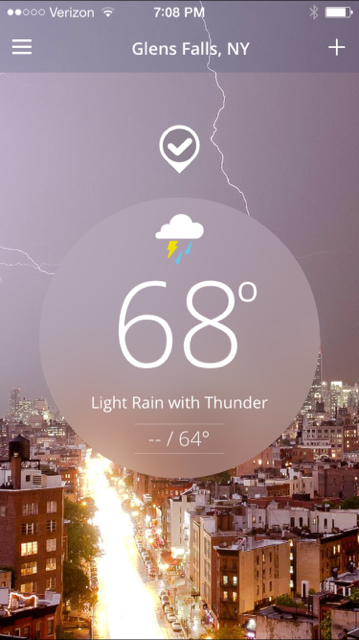 Verizon 7:08 PM
Glens Falls, NY
68°
Light Rain with Thunder
-- / 64°